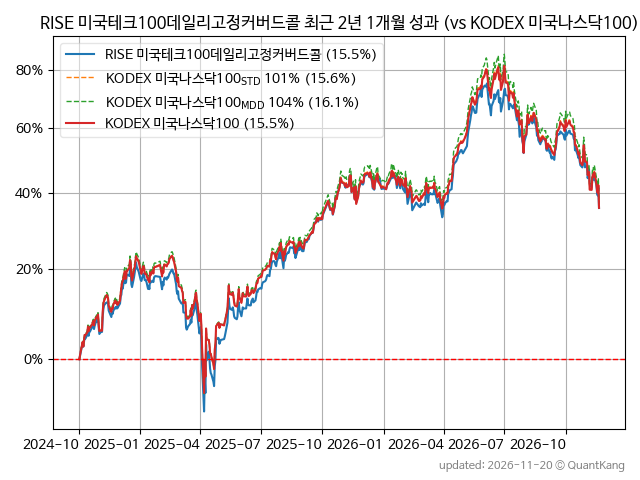 RISE 미국테크100데일리고정커버드콜 최근 2년 1개월 성과 (vs KODEX 미국나스닥100)
RISE 미국테크100데일리고정커버드콜 (15.5%)
KODEX 미국나스닥100STD 101% (15.6%)
KODEX 미국나스닥100MDD 104% (16.1%)
KODEX 미국나스닥100 (15.5%)
80%
60%
40%
20%
0%
2024-10 2025-01 2025-04 2025-07 2025-10 2026-01 2026-04 2026-07 2026-10
updated: 2026-11-20 © QuantKang